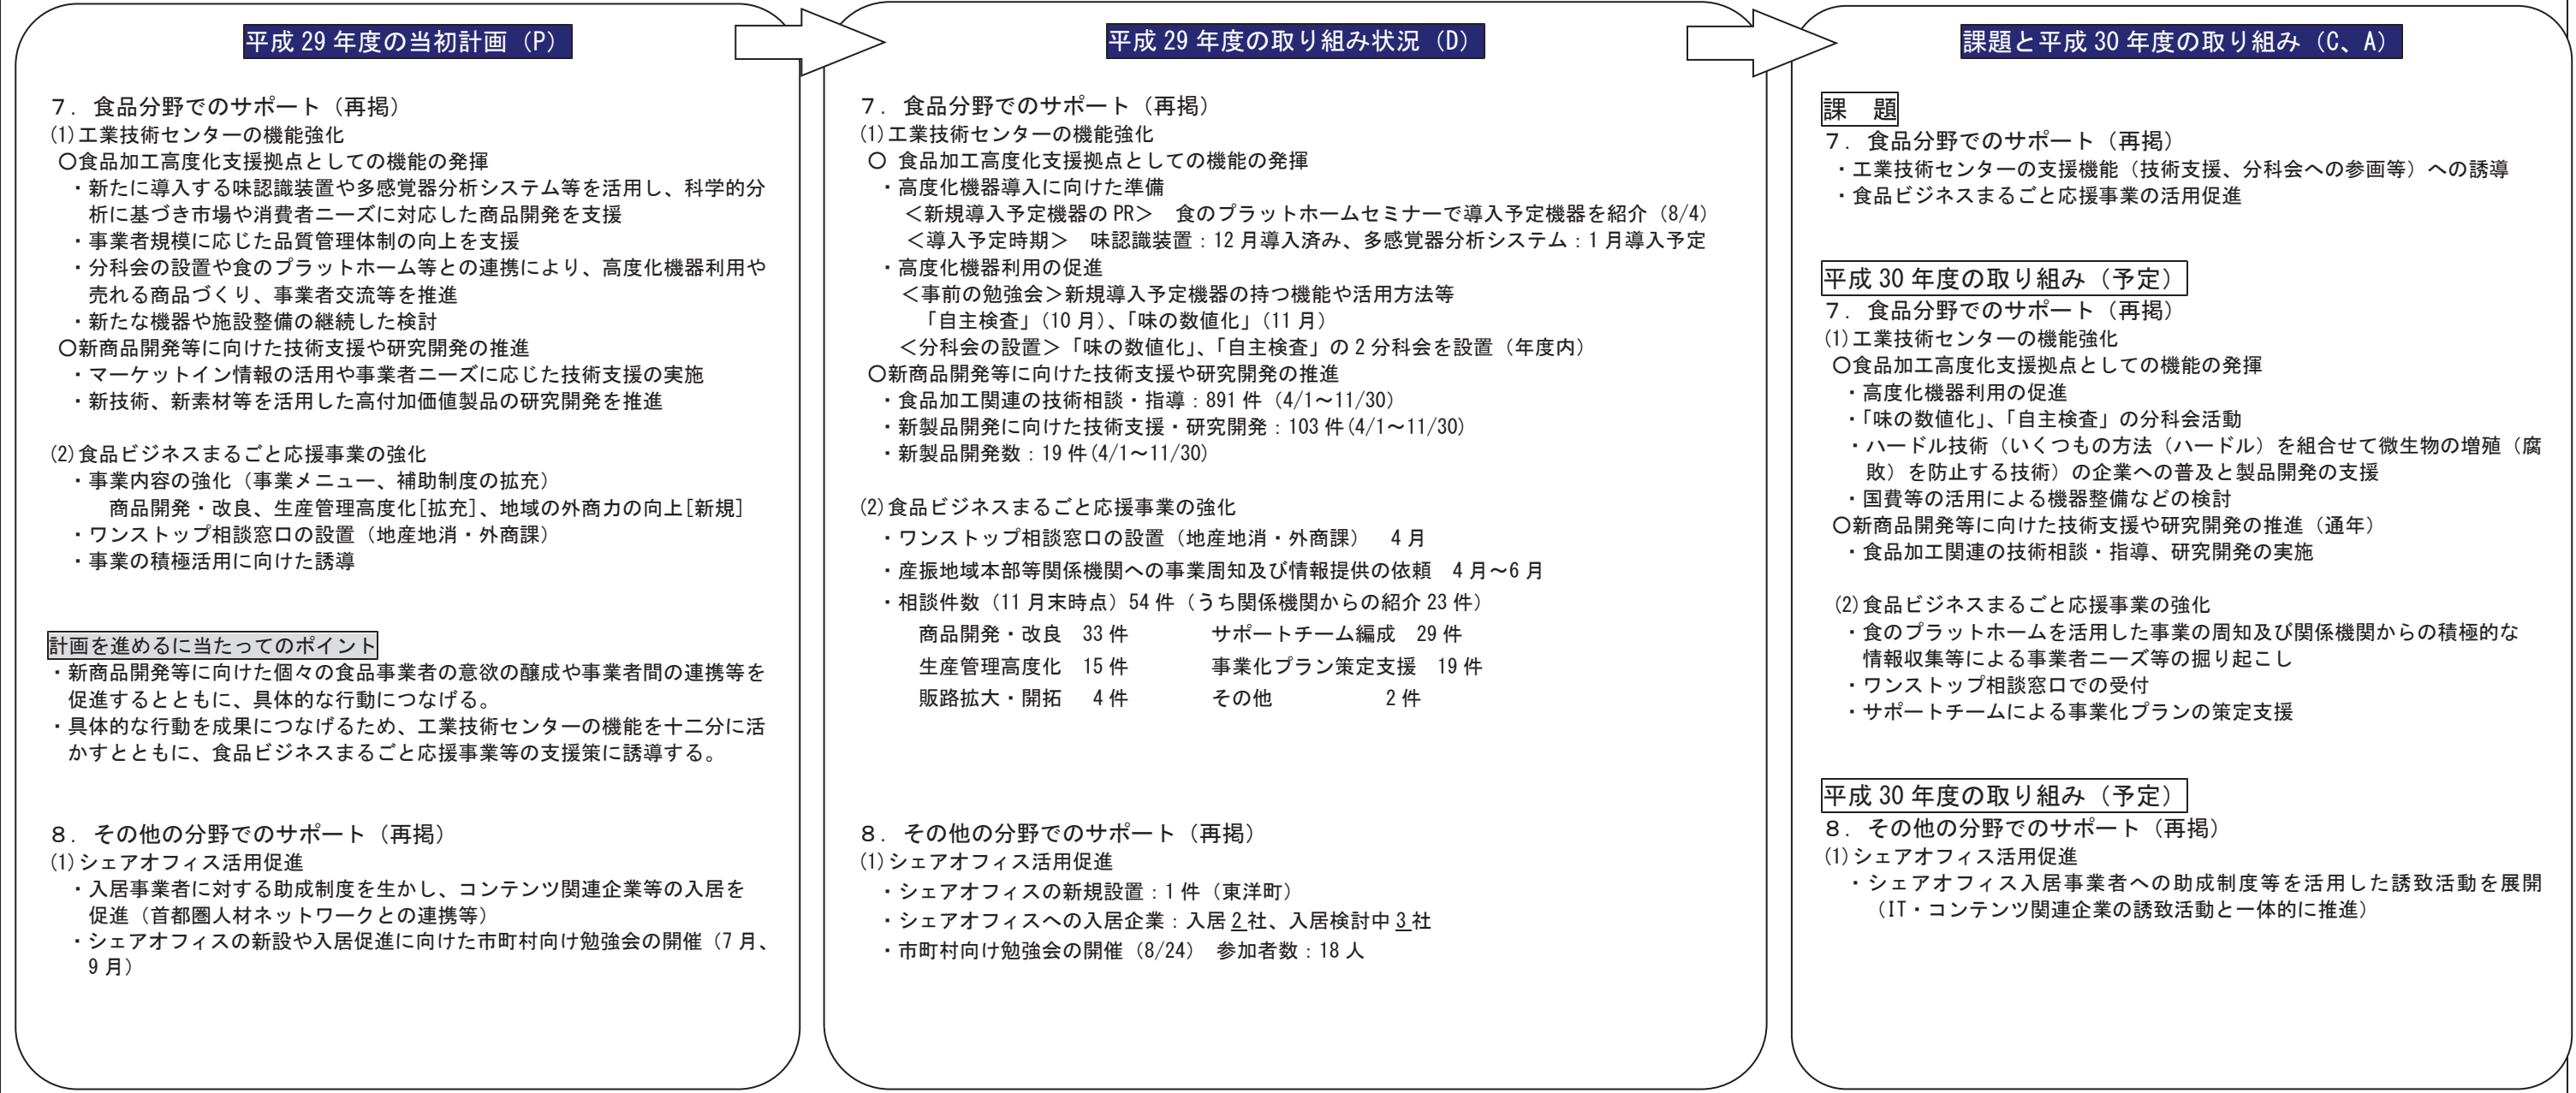 平成 29 年度の当初計画（P）
７．食品分野でのサポート（再掲）
(1)工業技術センターの機能強化
○食品加工高度化支援拠点としての機能の発揮
・新たに導入する味認識装置や多感覚器分析システム等を活用し、科学的分
析に基づき市場や消費者ニーズに対応した商品開発を支援
・事業者規模に応じた品質管理体制の向上を支援
・分科会の設置や食のプラットホーム等との連携により、高度化機器利用や
売れる商品づくり、事業者交流等を推進
・新たな機器や施設整備の継続した検討
○新商品開発等に向けた技術支援や研究開発の推進
・マーケットイン情報の活用や事業者ニーズに応じた技術支援の実施
・新技術、新素材等を活用した高付加価値製品の研究開発を推進
(2)食品ビジネスまるごと応援事業の強化
・事業内容の強化（事業メニュー、補助制度の拡充）
商品開発・改良、生産管理高度化[拡充]、地域の外商力の向上[新規]
・ワンストップ相談窓口の設置（地産地消・外商課）
・事業の積極活用に向けた誘導
計画を進めるに当たってのポイント
・新商品開発等に向けた個々の食品事業者の意欲の醸成や事業者間の連携等を
促進するとともに、具体的な行動につなげる。
・具体的な行動を成果につなげるため、工業技術センターの機能を十二分に活
かすとともに、食品ビジネスまるごと応援事業等の支援策に誘導する。
８．その他の分野でのサポート（再掲）
(1)シェアオフィス活用促進
・入居事業者に対する助成制度を生かし、コンテンツ関連企業等の入居を
促進（首都圏人材ネットワークとの連携等）
・シェアオフィスの新設や入居促進に向けた市町村向け勉強会の開催（7 月、
9 月）
平成 29 年度の取り組み状況（D）
７．食品分野でのサポート（再掲）
(1)工業技術センターの機能強化
○ 食品加工高度化支援拠点としての機能の発揮
・高度化機器導入に向けた準備
＜新規導入予定機器の PR＞　食のプラットホームセミナーで導入予定機器を紹介（8/4）
＜導入予定時期＞　味認識装置：12 月導入済み、多感覚器分析システム：1 月導入予定
・高度化機器利用の促進
＜事前の勉強会＞新規導入予定機器の持つ機能や活用方法等
「自主検査」（10 月）、「味の数値化」（11 月）
＜分科会の設置＞「味の数値化」、「自主検査」の 2 分科会を設置（年度内）
○新商品開発等に向けた技術支援や研究開発の推進
・食品加工関連の技術相談・指導：891 件（4/1～11/30）
・新製品開発に向けた技術支援・研究開発：103 件(4/1～11/30)
・新製品開発数：19 件(4/1～11/30)
(2)食品ビジネスまるごと応援事業の強化
・ワンストップ相談窓口の設置（地産地消・外商課）　4 月
・産振地域本部等関係機関への事業周知及び情報提供の依頼　4 月～6 月
・相談件数（11 月末時点）54 件（うち関係機関からの紹介 23 件）
商品開発・改良　33 件　　　サポートチーム編成　29 件
生産管理高度化　15 件　　　事業化プラン策定支援　19 件
販路拡大・開拓　4 件　　　その他　　　2 件
８．その他の分野でのサポート（再掲）
(1)シェアオフィス活用促進
・シェアオフィスの新規設置：1 件（東洋町）
・シェアオフィスへの入居企業：入居 2 社、入居検討中 3 社
・市町村向け勉強会の開催（8/24）　参加者数：18 人
課題と平成 30 年度の取り組み（C、A）
課　題
７．食品分野でのサポート（再掲）
・工業技術センターの支援機能（技術支援、分科会への参画等）への誘導
・食品ビジネスまるごと応援事業の活用促進
平成 30 年度の取り組み（予定）
７．食品分野でのサポート（再掲）
(1)工業技術センターの機能強化
○食品加工高度化支援拠点としての機能の発揮
・高度化機器利用の促進
・「味の数値化」、「自主検査」の分科会活動
・ハードル技術（いくつもの方法（ハードル）を組合せて微生物の増殖（腐
敗）を防止する技術）の企業への普及と製品開発の支援
・国費等の活用による機器整備などの検討
○新商品開発等に向けた技術支援や研究開発の推進（通年）
・食品加工関連の技術相談・指導、研究開発の実施
(2)食品ビジネスまるごと応援事業の強化
・食のプラットホームを活用した事業の周知及び関係機関からの積極的な
情報収集等による事業者ニーズ等の掘り起こし
・ワンストップ相談窓口での受付
・サポートチームによる事業化プランの策定支援
平成 30 年度の取り組み（予定）
８．その他の分野でのサポート（再掲）
(1)シェアオフィス活用促進
・シェアオフィス入居事業者への助成制度等を活用した誘致活動を展開
（IT・コンテンツ関連企業の誘致活動と一体的に推進）